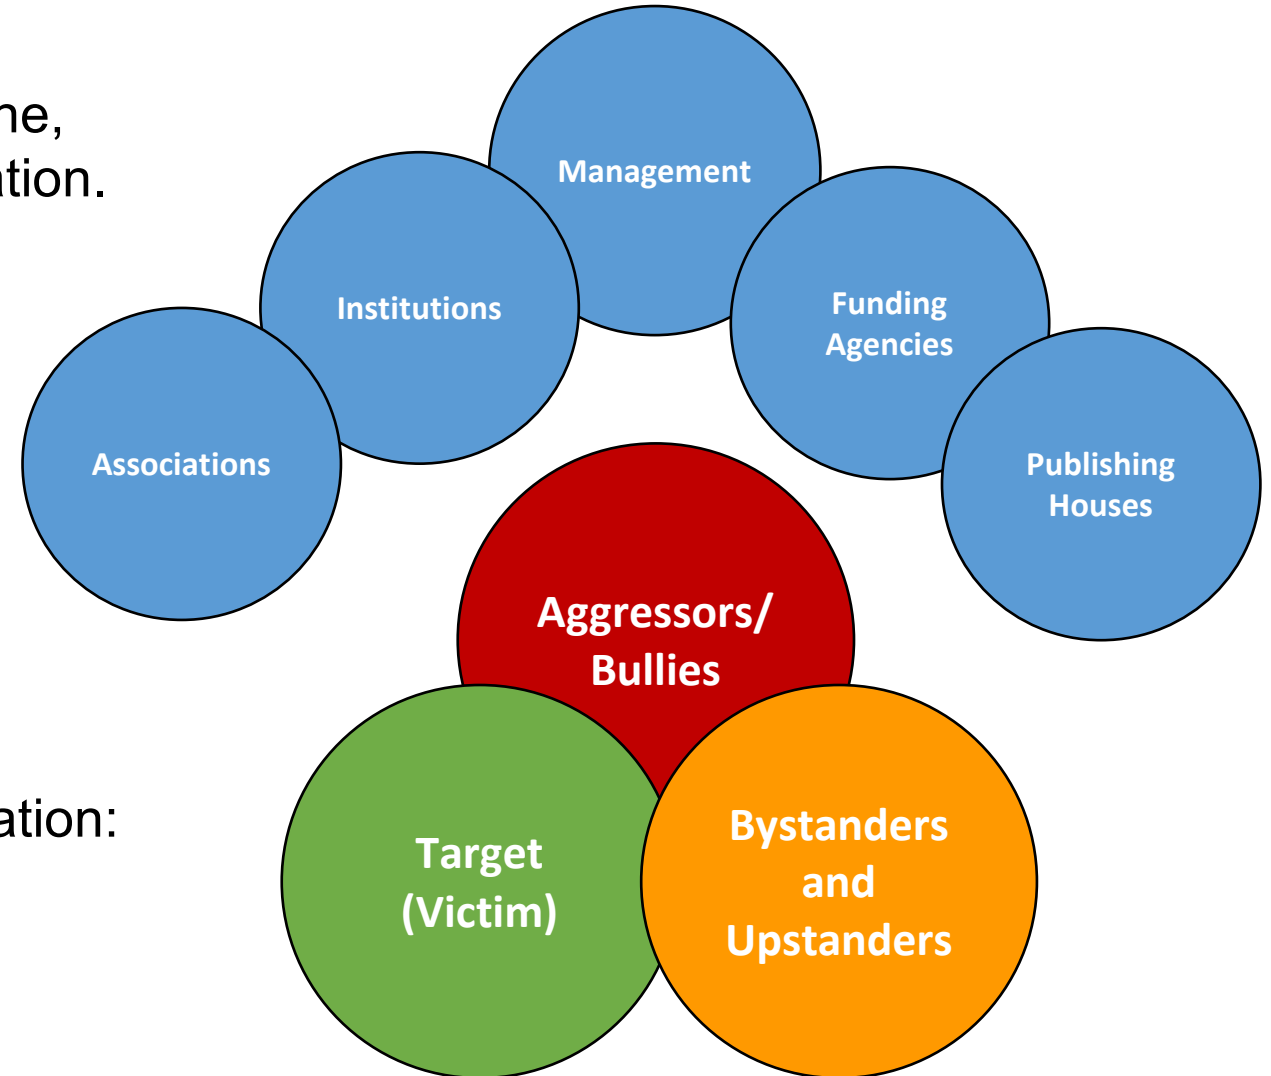 ne,
ation.
Management
Institutions
Funding
Agencies
Associations
Publishing
Houses
Aggressors/
Bullies
ation:
Target
(Victim)
Bystanders
and
Upstanders